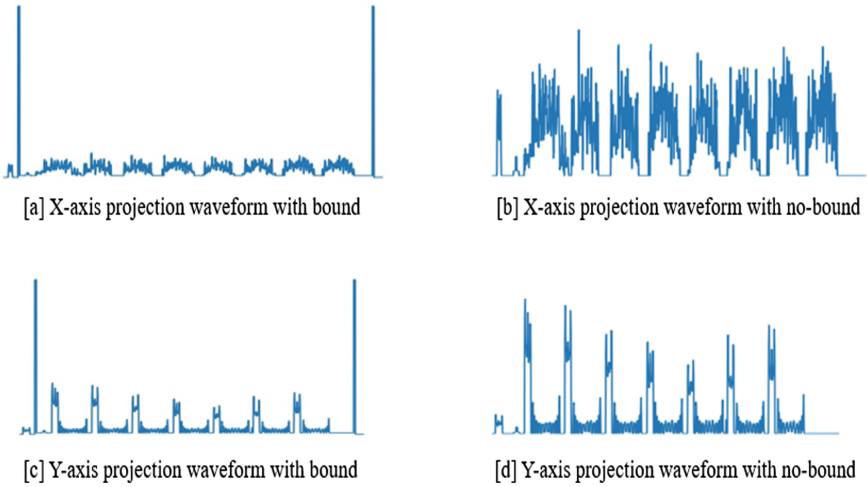 [a] X-axis projection waveform with bound
[b] X-axis projection waveform with no-bound
[c] Y-axis projection waveform with bound
[d] Y-axis projection waveform with no-bound